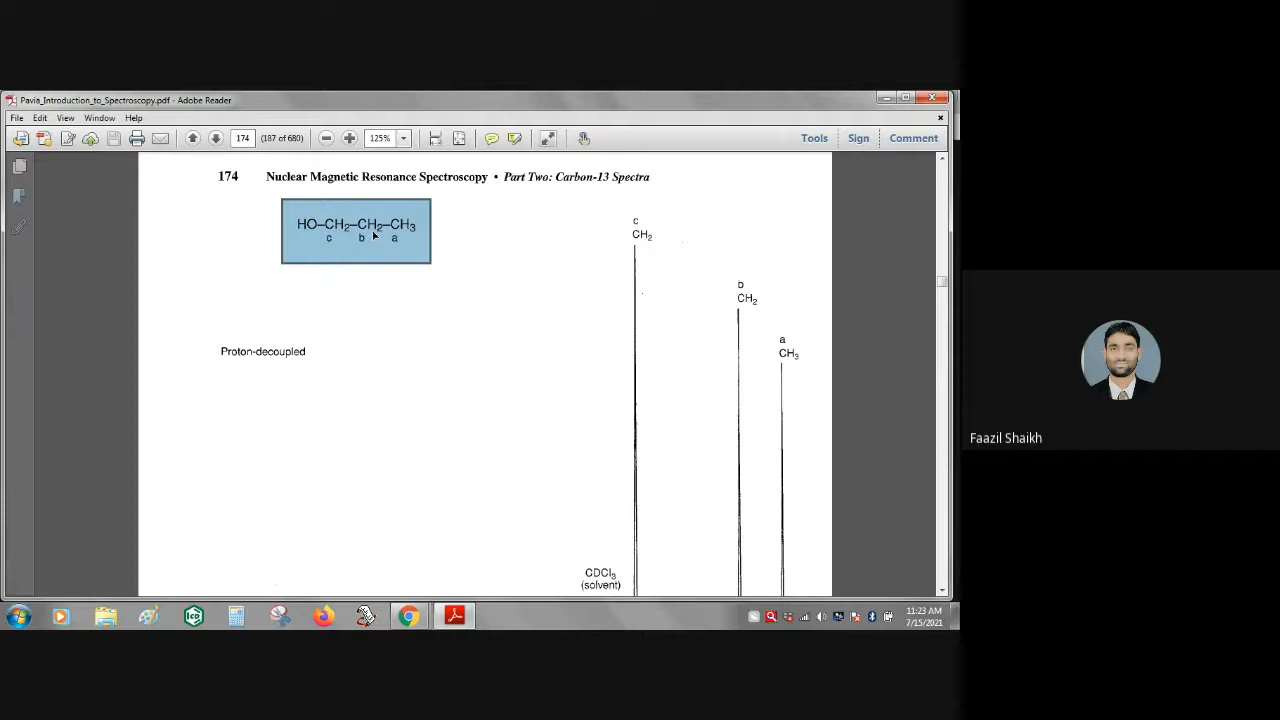 Pavia_Introduction_to_Spectroscopy.pdf - Adobe Reader
File Edit View Window Help
174 (187 of 680) 125% Tools Sign Comment
174 Nuclear Magnetic Resonance Spectroscopy • Part Two: Carbon-13 Spectra
HO–CH₂–CH₂–CH₃
c b a
c
CH₂
b
CH₂
a
CH₃
Proton-decoupled
CDCl₃
(solvent)
Faazil Shaikh
11:23 AM
7/15/2021